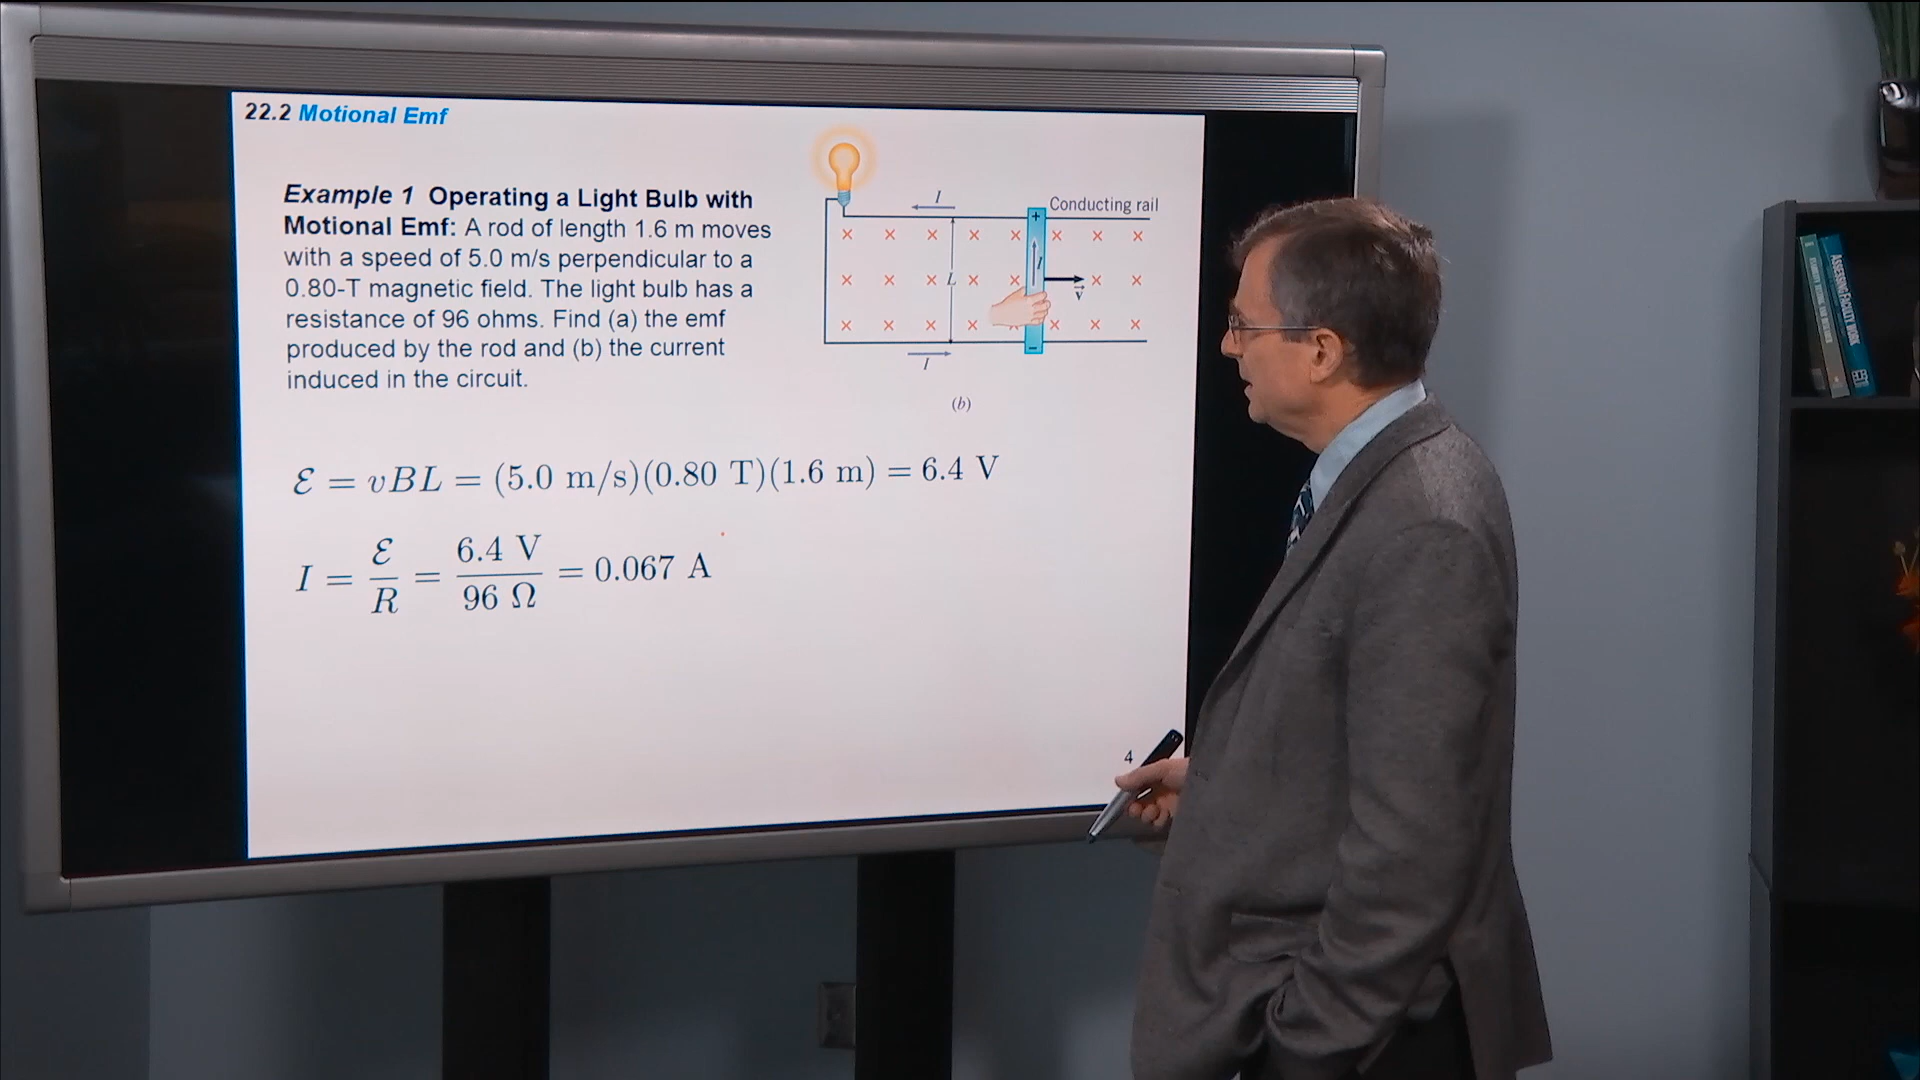 22.2 Motional Emf
Example 1 Operating a Light Bulb with
Motional Emf: A rod of length 1.6 m moves
with a speed of 5.0 m/s perpendicular to a
0.80-T magnetic field. The light bulb has a
resistance of 96 ohms. Find (a) the emf
produced by the rod and (b) the current
induced in the circuit.
I
Conducting rail
+
× × × × × × × ×
I
× × × L × × × ×
v
× × × × × × × ×
−
I
(b)
ℰ = vBL = (5.0 m/s)(0.80 T)(1.6 m) = 6.4 V
I = ℰ/R = 6.4 V/96 Ω = 0.067 A
4
ASSESSING FACULTY WORK